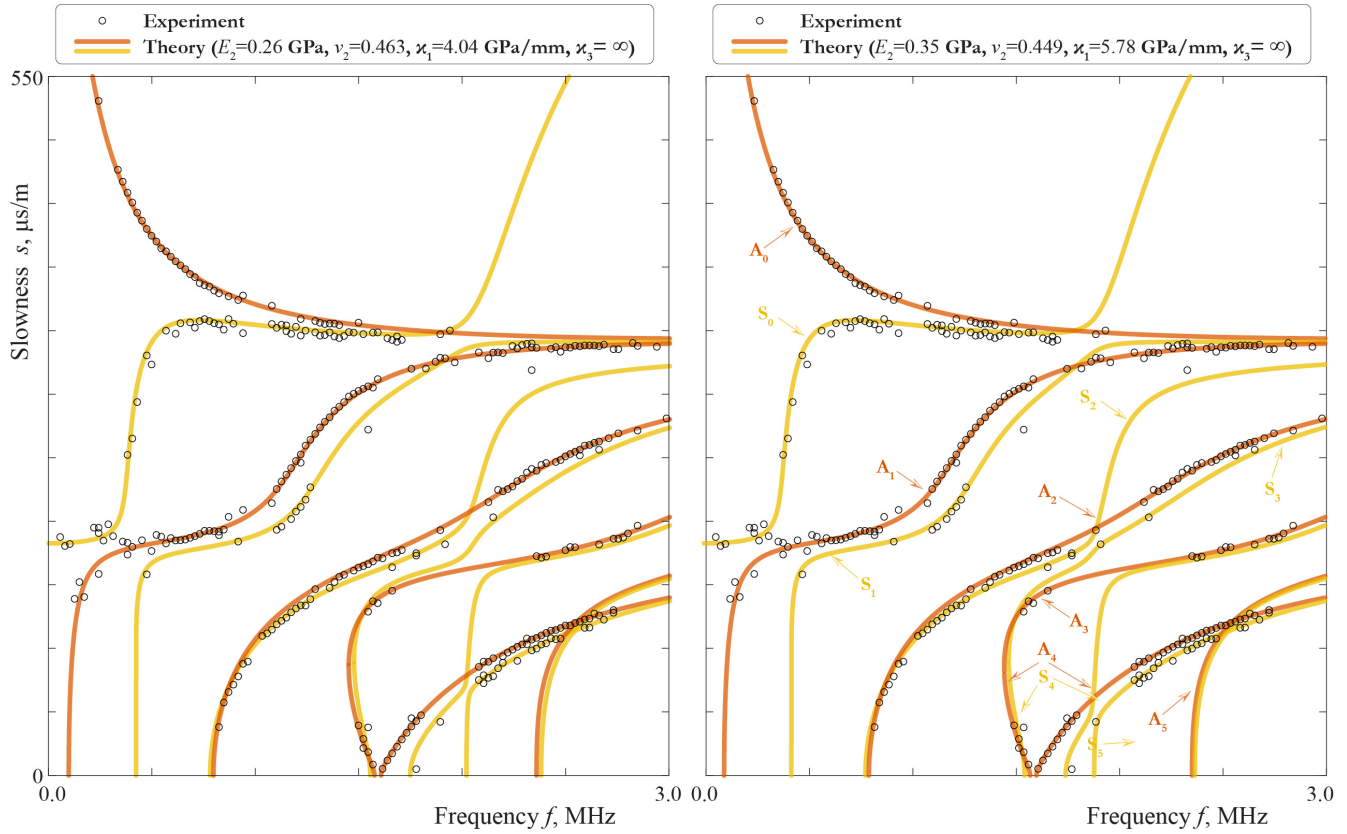 Experiment
Theory (E₂=0.26 GPa, ν₂=0.463, ϰ₁=4.04 GPa/mm, ϰ₃= ∞)
Experiment
Theory (E₂=0.35 GPa, ν₂=0.449, ϰ₁=5.78 GPa/mm, ϰ₃= ∞)
550
Slowness s, μs/m
0
0.0
Frequency f, MHz
3.0
A₀
S₀
S₂
A₁
A₂
S₃
S₁
A₃
A₄
S₄
A₅
S₅
0.0
Frequency f, MHz
3.0